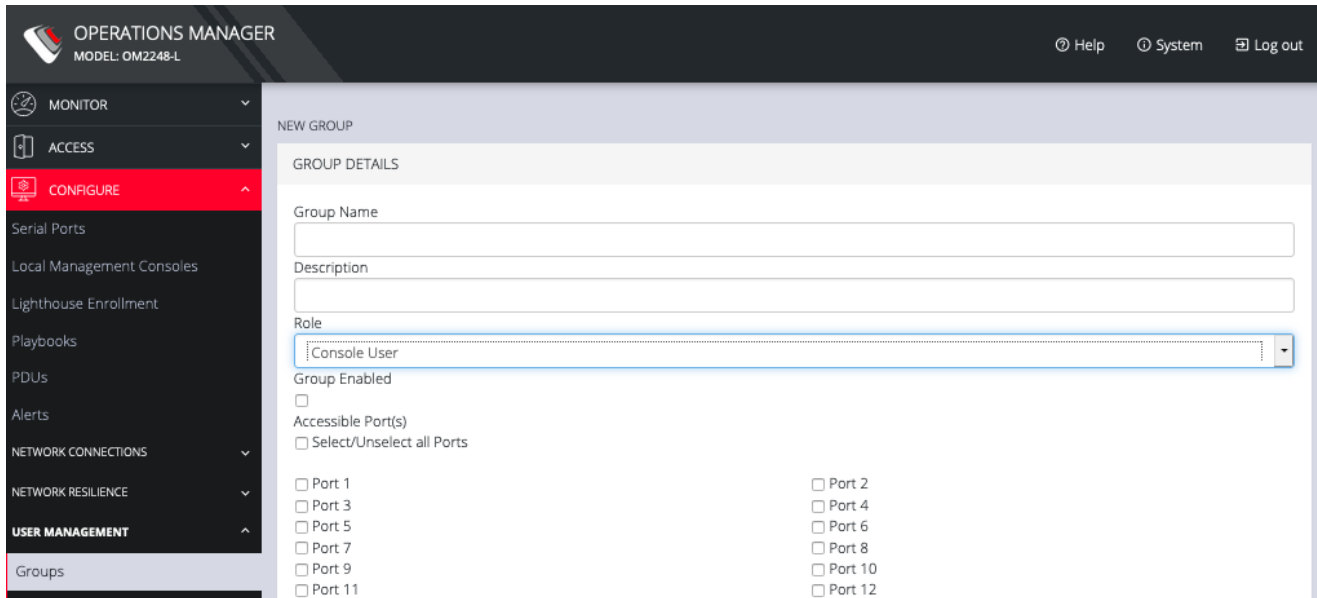 OPERATIONS MANAGER
MODEL: OM2248-L
Help
System
Log out
MONITOR
ACCESS
CONFIGURE
Serial Ports
Local Management Consoles
Lighthouse Enrollment
Playbooks
PDUs
Alerts
NETWORK CONNECTIONS
NETWORK RESILIENCE
USER MANAGEMENT
Groups
NEW GROUP
GROUP DETAILS
Group Name
Description
Role
Console User
Group Enabled
Accessible Port(s)
Select/Unselect all Ports
Port 1
Port 2
Port 3
Port 4
Port 5
Port 6
Port 7
Port 8
Port 9
Port 10
Port 11
Port 12